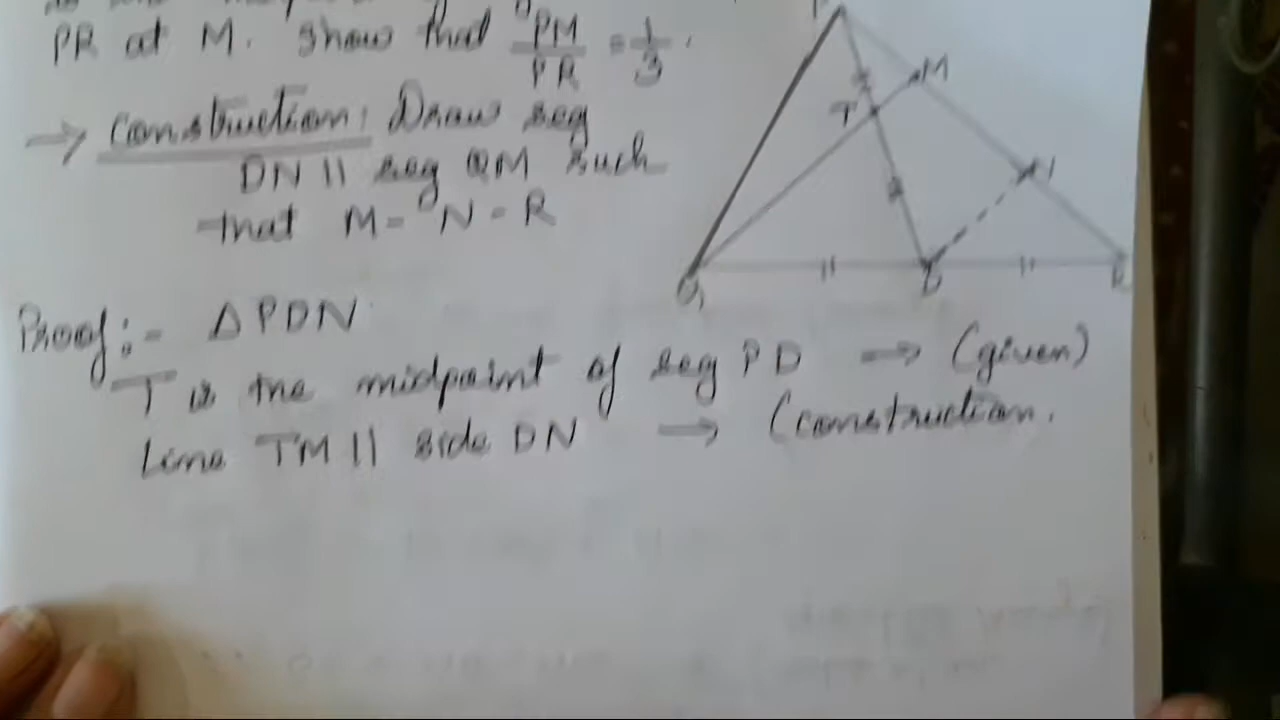 PR at M. Show that PM/PR = 1/3.
→ Construction: Draw seg
DN || seg QM such
that M - N - R
P
M
T
N
Q
D
R
Proof:- Δ PDN
T is the midpoint of seg PD → (given)
Line TM || side DN → (construction.